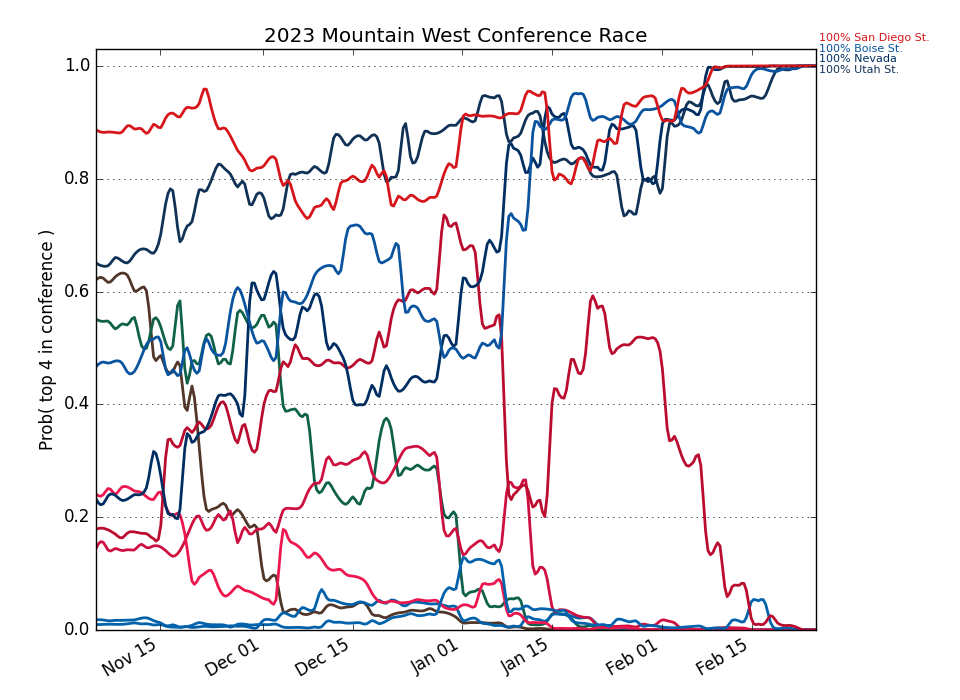 2023 Mountain West Conference Race
100% San Diego St.
100% Boise St.
100% Nevada
100% Utah St.
Prob( top 4 in conference )
1.0
0.8
0.6
0.4
0.2
0.0
Nov 15
Dec 01
Dec 15
Jan 01
Jan 15
Feb 01
Feb 15